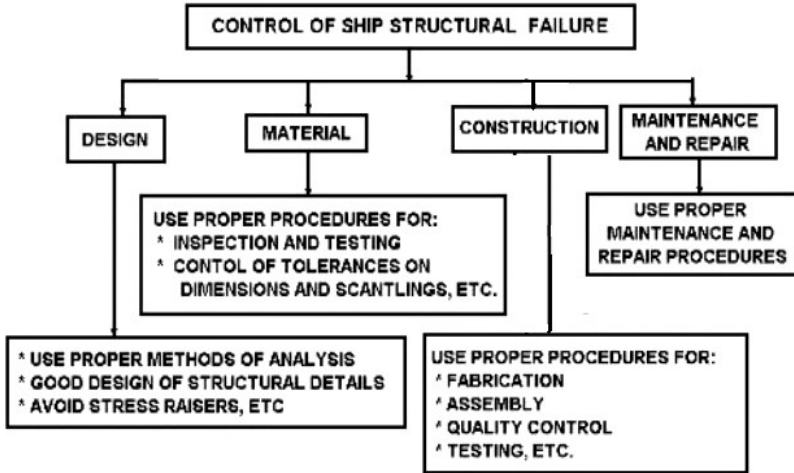 CONTROL OF SHIP STRUCTURAL FAILURE
DESIGN
MATERIAL
CONSTRUCTION
MAINTENANCE
AND REPAIR
USE PROPER PROCEDURES FOR:
* INSPECTION AND TESTING
* CONTOL OF TOLERANCES ON
DIMENSIONS AND SCANTLINGS, ETC.
USE PROPER
MAINTENANCE AND
REPAIR PROCEDURES
* USE PROPER METHODS OF ANALYSIS
* GOOD DESIGN OF STRUCTURAL DETAILS
* AVOID STRESS RAISERS, ETC
USE PROPER PROCEDURES FOR:
* FABRICATION
* ASSEMBLY
* QUALITY CONTROL
* TESTING, ETC.